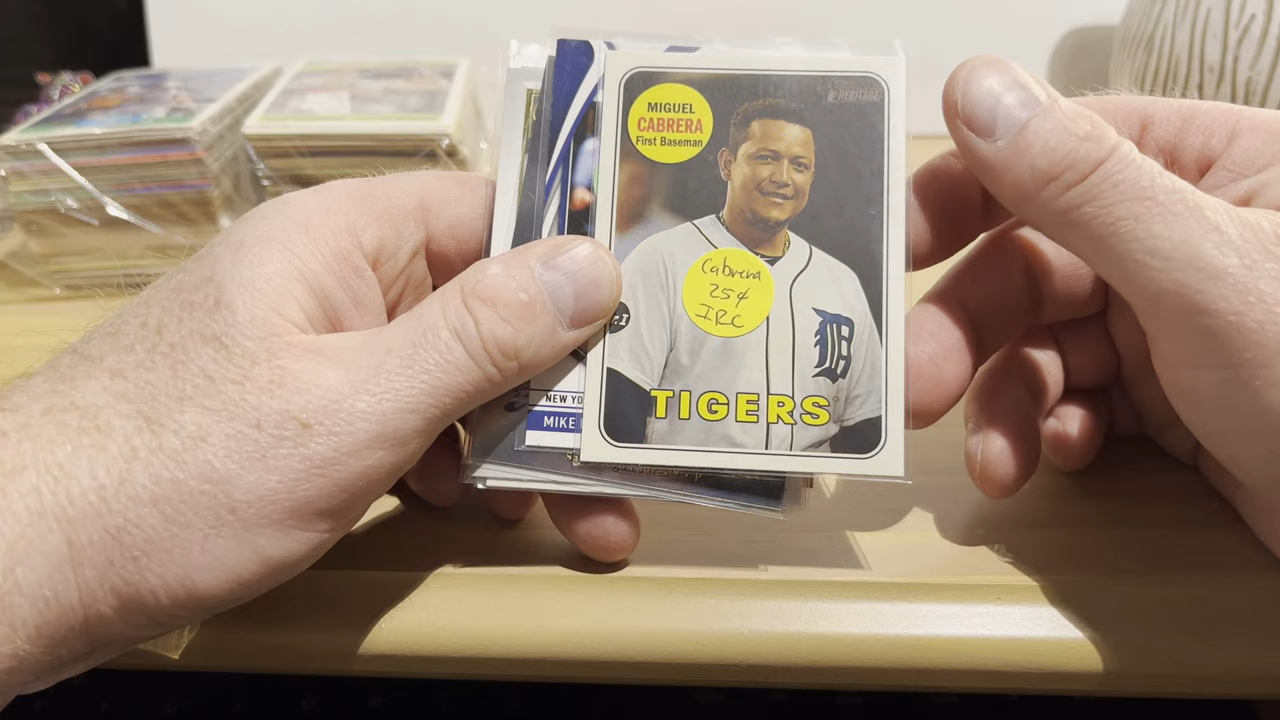 HERITAGE
MIGUEL
CABRERA
First Baseman
Cabrera
25¢
IRC
D
TIGERS
NEW YO
MIKE